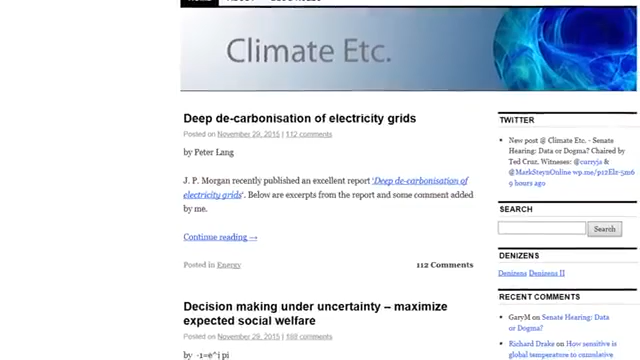 Climate Etc.
Deep de-carbonisation of electricity grids
Posted on November 29, 2015 | 112 comments
by Peter Lang
J. P. Morgan recently published an excellent report 'Deep de-carbonisation of
electricity grids'. Below are excerpts from the report and some comment added
by me.
Continue reading →
Posted in Energy
112 Comments
Decision making under uncertainty – maximize
expected social welfare
Posted on November 29, 2015 | 188 comments
by -1=e^i pi
TWITTER
New post @ Climate Etc. - Senate
Hearing: Data or Dogma? Chaired by
Ted Cruz. Witnesses: @curryja &
@MarkSteynOnline
9 hours ago
SEARCH
Search
DENIZENS
Denizens Denizens II
RECENT COMMENTS
GaryM on Senate Hearing: Data
or Dogma?
Richard Drake on How sensitive is
global temperature to cumulative